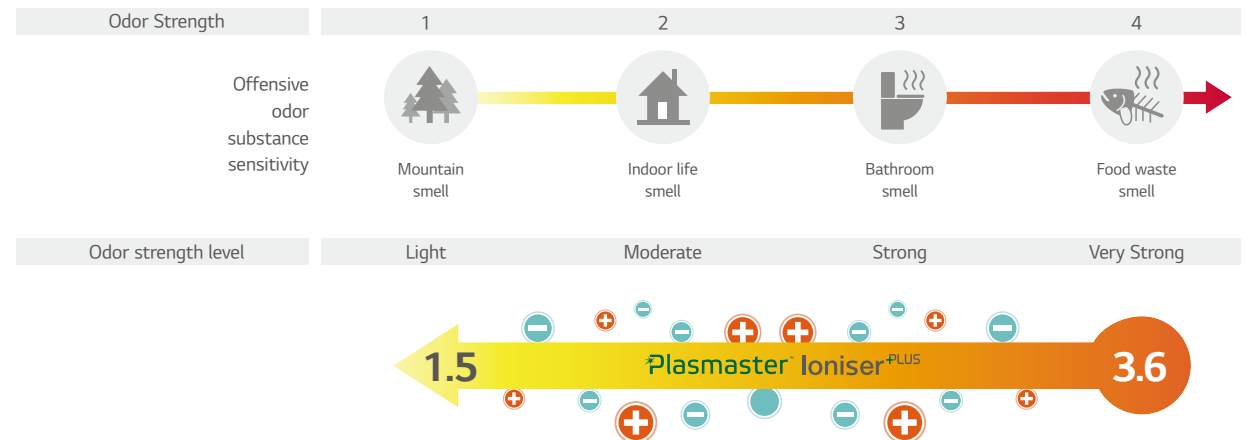 Odor Strength 1 2 3 4
Offensive
odor
substance
sensitivity
Mountain
smell
Indoor life
smell
Bathroom
smell
Food waste
smell
Odor strength level Light Moderate Strong Very Strong
1.5 Plasmaster™ Ioniser+PLUS 3.6